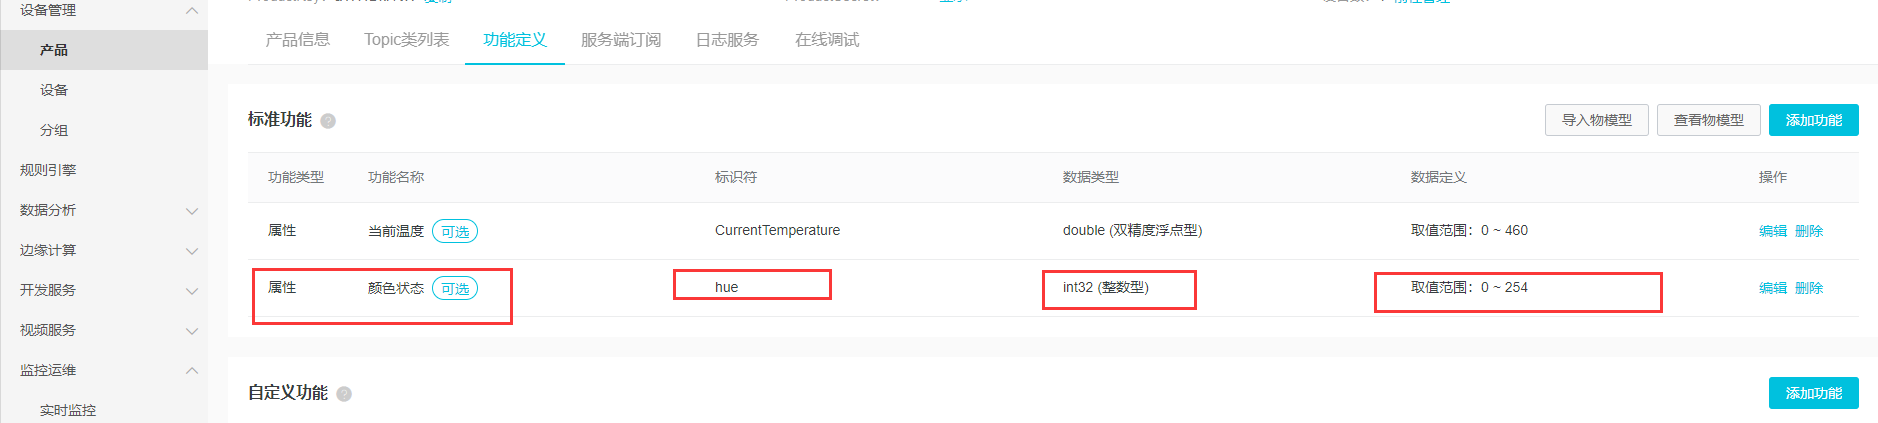 设备管理
产品
设备
分组
规则引擎
数据分析
边缘计算
开发服务
视频服务
监控运维
实时监控
产品信息 Topic类列表 功能定义 服务端订阅 日志服务 在线调试
标准功能 ?
导入物模型 查看物模型 添加功能
功能类型 功能名称 标识符 数据类型 数据定义 操作
属性 当前温度 可选 CurrentTemperature double (双精度浮点型) 取值范围：0 ~ 460 编辑 删除
属性 颜色状态 可选 hue int32 (整数型) 取值范围：0 ~ 254 编辑 删除
自定义功能 ?
添加功能